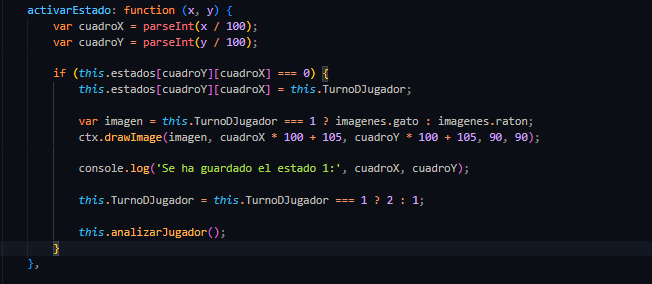 activarEstado: function (x, y) {
var cuadroX = parseInt(x / 100);
var cuadroY = parseInt(y / 100);
if (this.estados[cuadroY][cuadroX] === 0) {
this.estados[cuadroY][cuadroX] = this.TurnoDJugador;
var imagen = this.TurnoDJugador === 1 ? imagenes.gato : imagenes.raton;
ctx.drawImage(imagen, cuadroX * 100 + 105, cuadroY * 100 + 105, 90, 90);
console.log('Se ha guardado el estado 1:', cuadroX, cuadroY);
this.TurnoDJugador = this.TurnoDJugador === 1 ? 2 : 1;
this.analizarJugador();
}
},